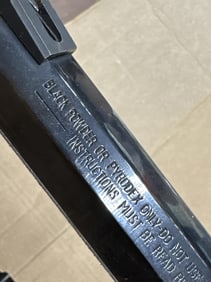 BLACK POWDER OR PYRODEX ONLY-DO NOT USE
INSTRUCTIONS MUST BE READ